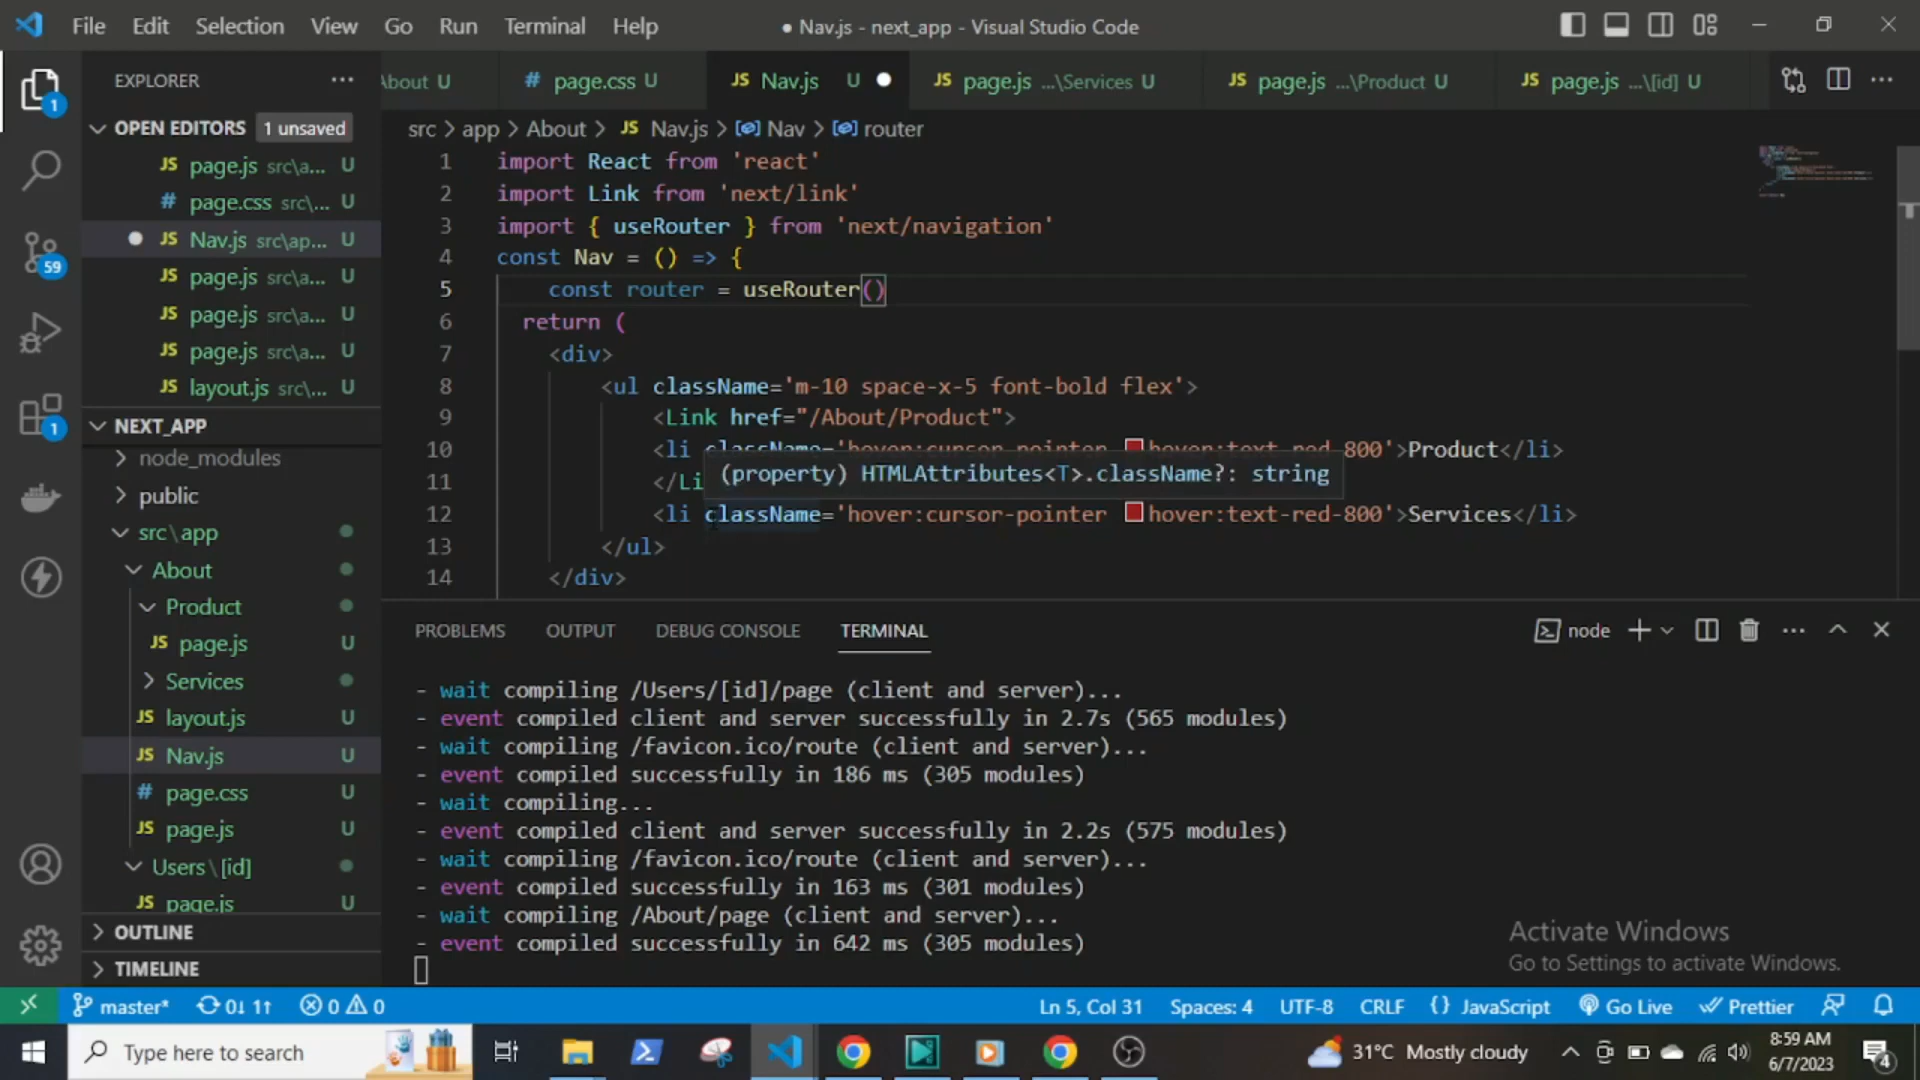 File Edit Selection View Go Run Terminal Help
● Nav.js - next_app - Visual Studio Code
EXPLORER
About U
# page.css U
JS Nav.js U
JS page.js ...\Services U
JS page.js ...\Product U
JS page.js ...\[id] U
OPEN EDITORS 1 unsaved
JS page.js src\a... U
# page.css src\... U
JS Nav.js src\ap... U
JS page.js src\a... U
JS page.js src\a... U
JS page.js src\a... U
JS layout.js src\... U
NEXT_APP
node_modules
public
src\app
About
Product
JS page.js U
Services
JS layout.js U
JS Nav.js U
# page.css U
JS page.js U
Users\[id]
JS page.js U
OUTLINE
TIMELINE
1
59
1
src > app > About > JS Nav.js > Nav > router
1 import React from 'react'
2 import Link from 'next/link'
3 import { useRouter } from 'next/navigation'
4 const Nav = () => {
5 const router = useRouter()
6 return (
7 <div>
8 <ul className='m-10 space-x-5 font-bold flex'>
9 <Link href="/About/Product">
10 <li className='hover:cursor-pointer hover:text-red-800'>Product</li>
(property) HTMLAttributes<T>.className?: string
11 </Li
12 <li className='hover:cursor-pointer hover:text-red-800'>Services</li>
13 </ul>
14 </div>
PROBLEMS OUTPUT DEBUG CONSOLE TERMINAL
node
- wait compiling /Users/[id]/page (client and server)...
- event compiled client and server successfully in 2.7s (565 modules)
- wait compiling /favicon.ico/route (client and server)...
- event compiled successfully in 186 ms (305 modules)
- wait compiling...
- event compiled client and server successfully in 2.2s (575 modules)
- wait compiling /favicon.ico/route (client and server)...
- event compiled successfully in 163 ms (301 modules)
- wait compiling /About/page (client and server)...
- event compiled successfully in 642 ms (305 modules)
Activate Windows
Go to Settings to activate Windows.
master* 0↓ 1↑ 0 0
Ln 5, Col 31 Spaces: 4 UTF-8 CRLF {} JavaScript Go Live Prettier
Type here to search
31°C Mostly cloudy
8:59 AM
6/7/2023
4